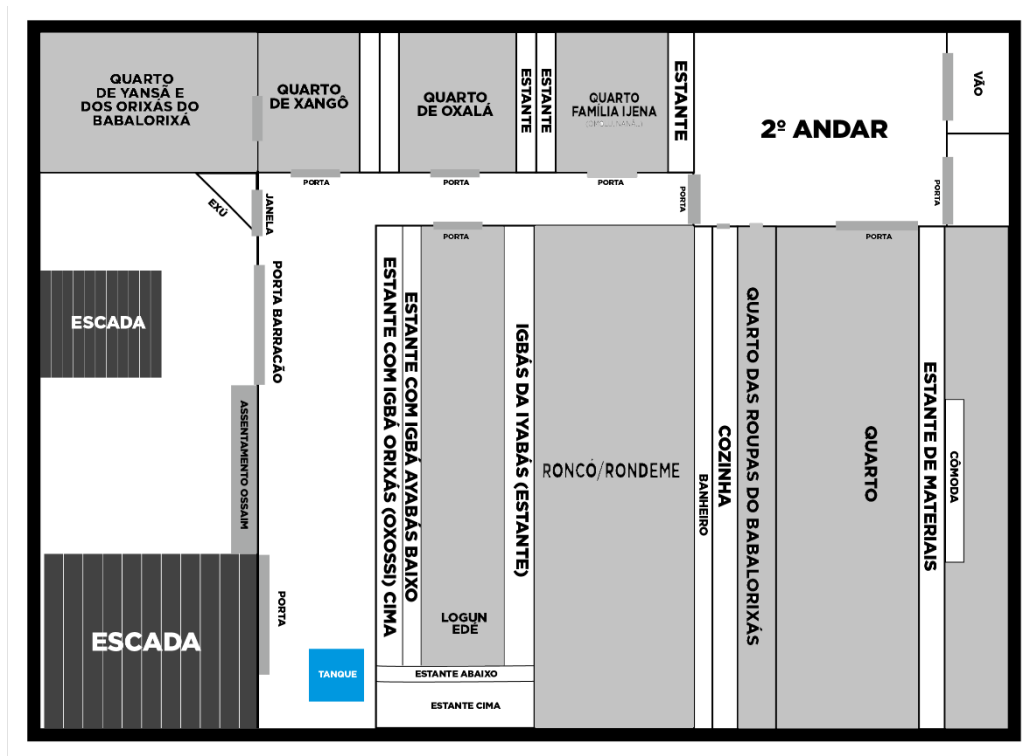 QUARTO
DE YANSÃ E
DOS ORIXÁS DO
BABALORIXÁ
QUARTO
DE XANGÔ
QUARTO
DE OXALÁ
ESTANTE
ESTANTE
QUARTO
FAMÍLIA IJENA
ESTANTE
2º ANDAR
VÃO
PORTA
PORTA
PORTA
PORTA
PORTA
EXÚ
JANELA
PORTA
PORTA
PORTA BARRACÃO
ESCADA
ASSENTAMENTO OSSAIM
ESCADA
PORTA
TANQUE
ESTANTE COM IGBÁ ORIXÁS (OXOSSI) CIMA
ESTANTE COM IGBÁ AYABÁS BAIXO
LOGUN
EDÉ
IGBÁS DA IYABÁS (ESTANTE)
ESTANTE ABAIXO
ESTANTE CIMA
RONCÓ/RONDEME
BANHEIRO
COZINHA
QUARTO DAS ROUPAS DO BABALORIXÁS
QUARTO
ESTANTE DE MATERIAIS
CÔMODA